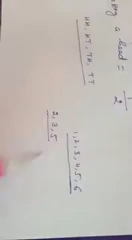 a head = 1/2
HH, HT, TH, TT
1, 2, 3, 4, 5, 6
2, 3, 5